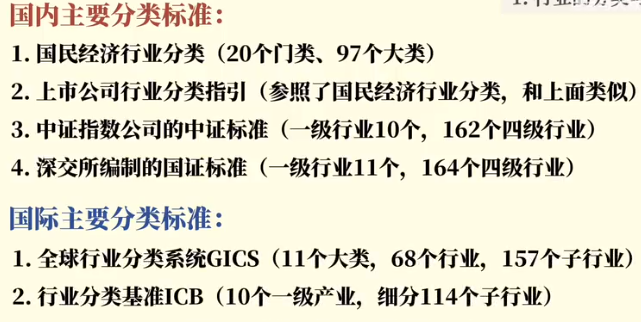 国内主要分类标准：
1. 国民经济行业分类（20个门类、97个大类）
2. 上市公司行业分类指引（参照了国民经济行业分类，和上面类似）
3. 中证指数公司的中证标准（一级行业10个，162个四级行业）
4. 深交所编制的国证标准（一级行业11个，164个四级行业）
国际主要分类标准：
1. 全球行业分类系统GICS（11个大类，68个行业，157个子行业）
2. 行业分类基准ICB（10个一级产业，细分114个子行业）